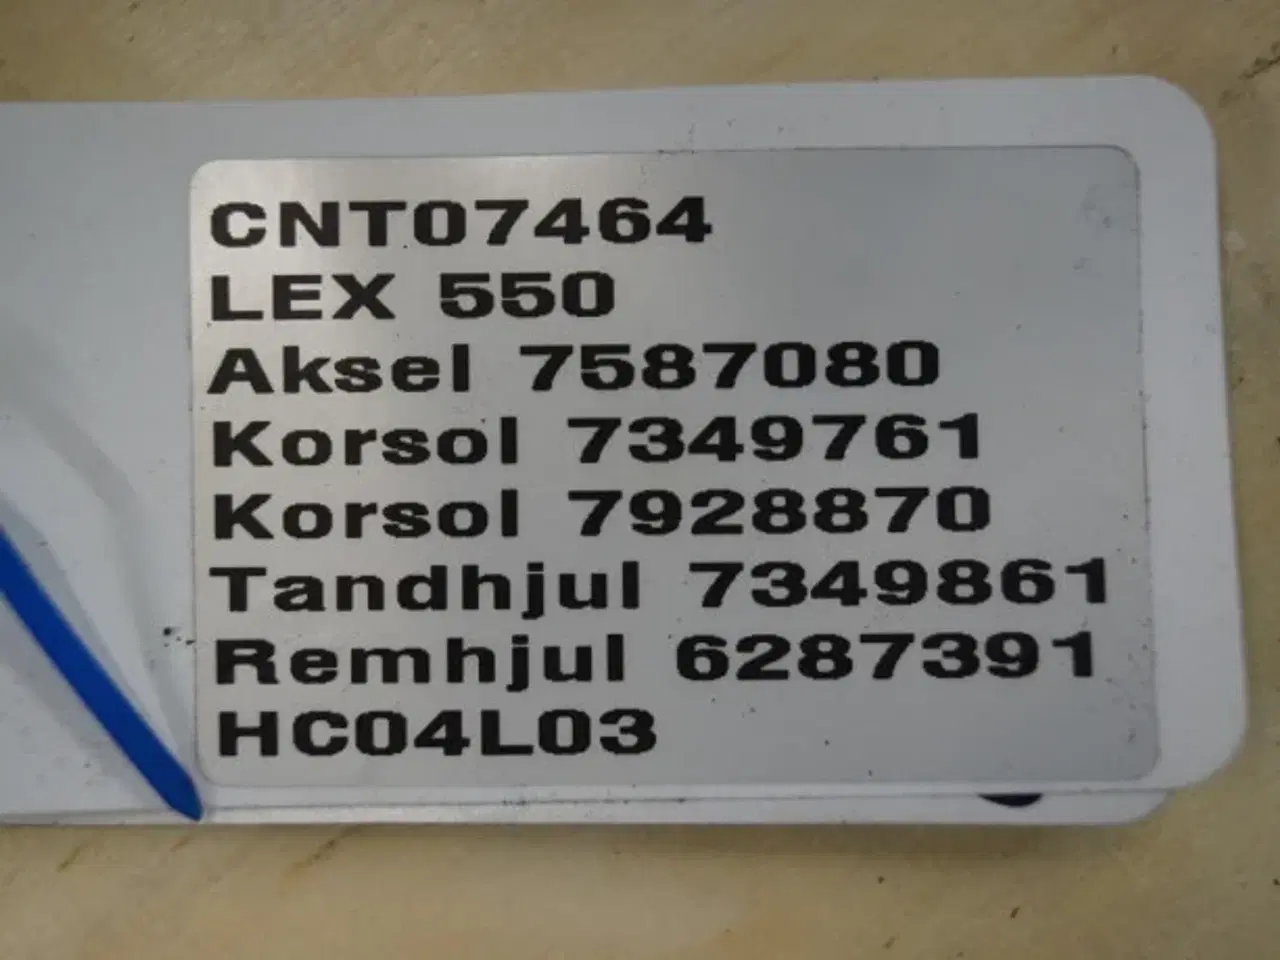 CNT07464
LEX 550
Aksel 7587080
Korsol 7349761
Korsol 7928870
Tandhjul 7349861
Remhjul 6287391
HC04L03